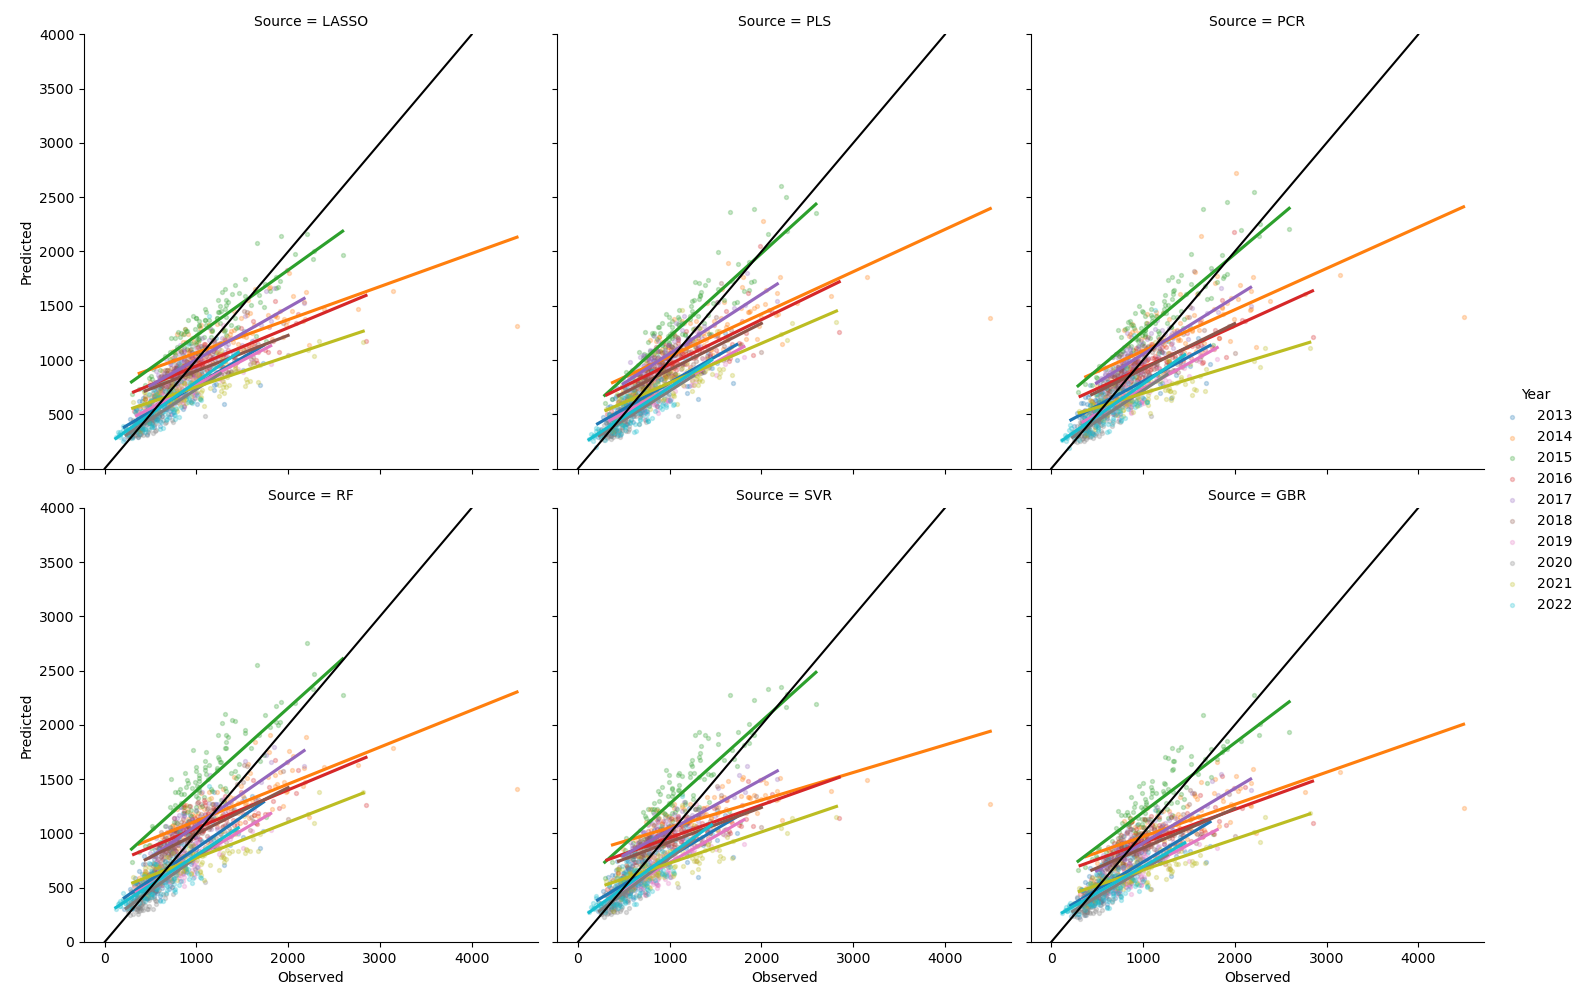 Source = LASSO
Source = PLS
Source = PCR
4000
3500
3000
2500
2000
1500
1000
500
0
Predicted
Source = RF
Source = SVR
Source = GBR
4000
3500
3000
2500
2000
1500
1000
500
0
Predicted
0 1000 2000 3000 4000
0 1000 2000 3000 4000
0 1000 2000 3000 4000
Observed
Observed
Observed
Year
2013
2014
2015
2016
2017
2018
2019
2020
2021
2022